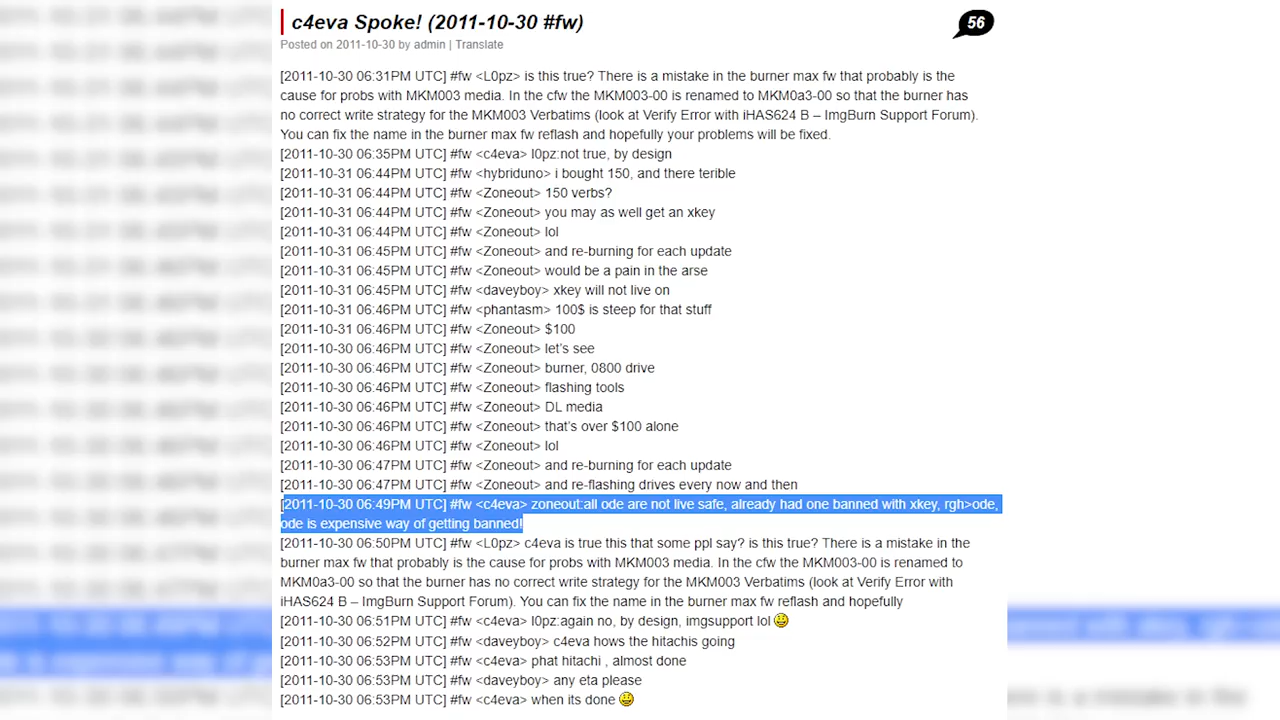 c4eva Spoke! (2011-10-30 #fw)
56
Posted on 2011-10-30 by admin | Translate
[2011-10-30 06:31PM UTC] #fw <L0pz> is this true? There is a mistake in the burner max fw that probably is the
cause for probs with MKM003 media. In the cfw the MKM003-00 is renamed to MKM0a3-00 so that the burner has
no correct write strategy for the MKM003 Verbatims (look at Verify Error with iHAS624 B – ImgBurn Support Forum).
You can fix the name in the burner max fw reflash and hopefully your problems will be fixed.
[2011-10-30 06:35PM UTC] #fw <c4eva> l0pz:not true, by design
[2011-10-31 06:44PM UTC] #fw <hybriduno> i bought 150, and there terible
[2011-10-31 06:44PM UTC] #fw <Zoneout> 150 verbs?
[2011-10-31 06:44PM UTC] #fw <Zoneout> you may as well get an xkey
[2011-10-31 06:44PM UTC] #fw <Zoneout> lol
[2011-10-31 06:45PM UTC] #fw <Zoneout> and re-burning for each update
[2011-10-31 06:45PM UTC] #fw <Zoneout> would be a pain in the arse
[2011-10-31 06:45PM UTC] #fw <daveyboy> xkey will not live on
[2011-10-31 06:46PM UTC] #fw <phantasm> 100$ is steep for that stuff
[2011-10-31 06:46PM UTC] #fw <Zoneout> $100
[2011-10-31 06:46PM UTC] #fw <Zoneout> let’s see
[2011-10-30 06:46PM UTC] #fw <Zoneout> burner, 0800 drive
[2011-10-30 06:46PM UTC] #fw <Zoneout> flashing tools
[2011-10-30 06:46PM UTC] #fw <Zoneout> DL media
[2011-10-30 06:46PM UTC] #fw <Zoneout> that’s over $100 alone
[2011-10-30 06:46PM UTC] #fw <Zoneout> lol
[2011-10-30 06:47PM UTC] #fw <Zoneout> and re-burning for each update
[2011-10-30 06:47PM UTC] #fw <Zoneout> and re-flashing drives every now and then
[2011-10-30 06:49PM UTC] #fw <c4eva> zoneout:all ode are not live safe, already had one banned with xkey, rgh>ode,
ode is expensive way of getting banned!
[2011-10-30 06:50PM UTC] #fw <L0pz> c4eva is true this that some ppl say? is this true? There is a mistake in the
burner max fw that probably is the cause for probs with MKM003 media. In the cfw the MKM003-00 is renamed to
MKM0a3-00 so that the burner has no correct write strategy for the MKM003 Verbatims (look at Verify Error with
iHAS624 B – ImgBurn Support Forum). You can fix the name in the burner max fw reflash and hopefully
[2011-10-30 06:51PM UTC] #fw <c4eva> l0pz:again no, by design, imgsupport lol
[2011-10-30 06:52PM UTC] #fw <daveyboy> c4eva hows the hitachis going
[2011-10-30 06:53PM UTC] #fw <c4eva> phat hitachi , almost done
[2011-10-30 06:53PM UTC] #fw <daveyboy> any eta please
[2011-10-30 06:53PM UTC] #fw <c4eva> when its done